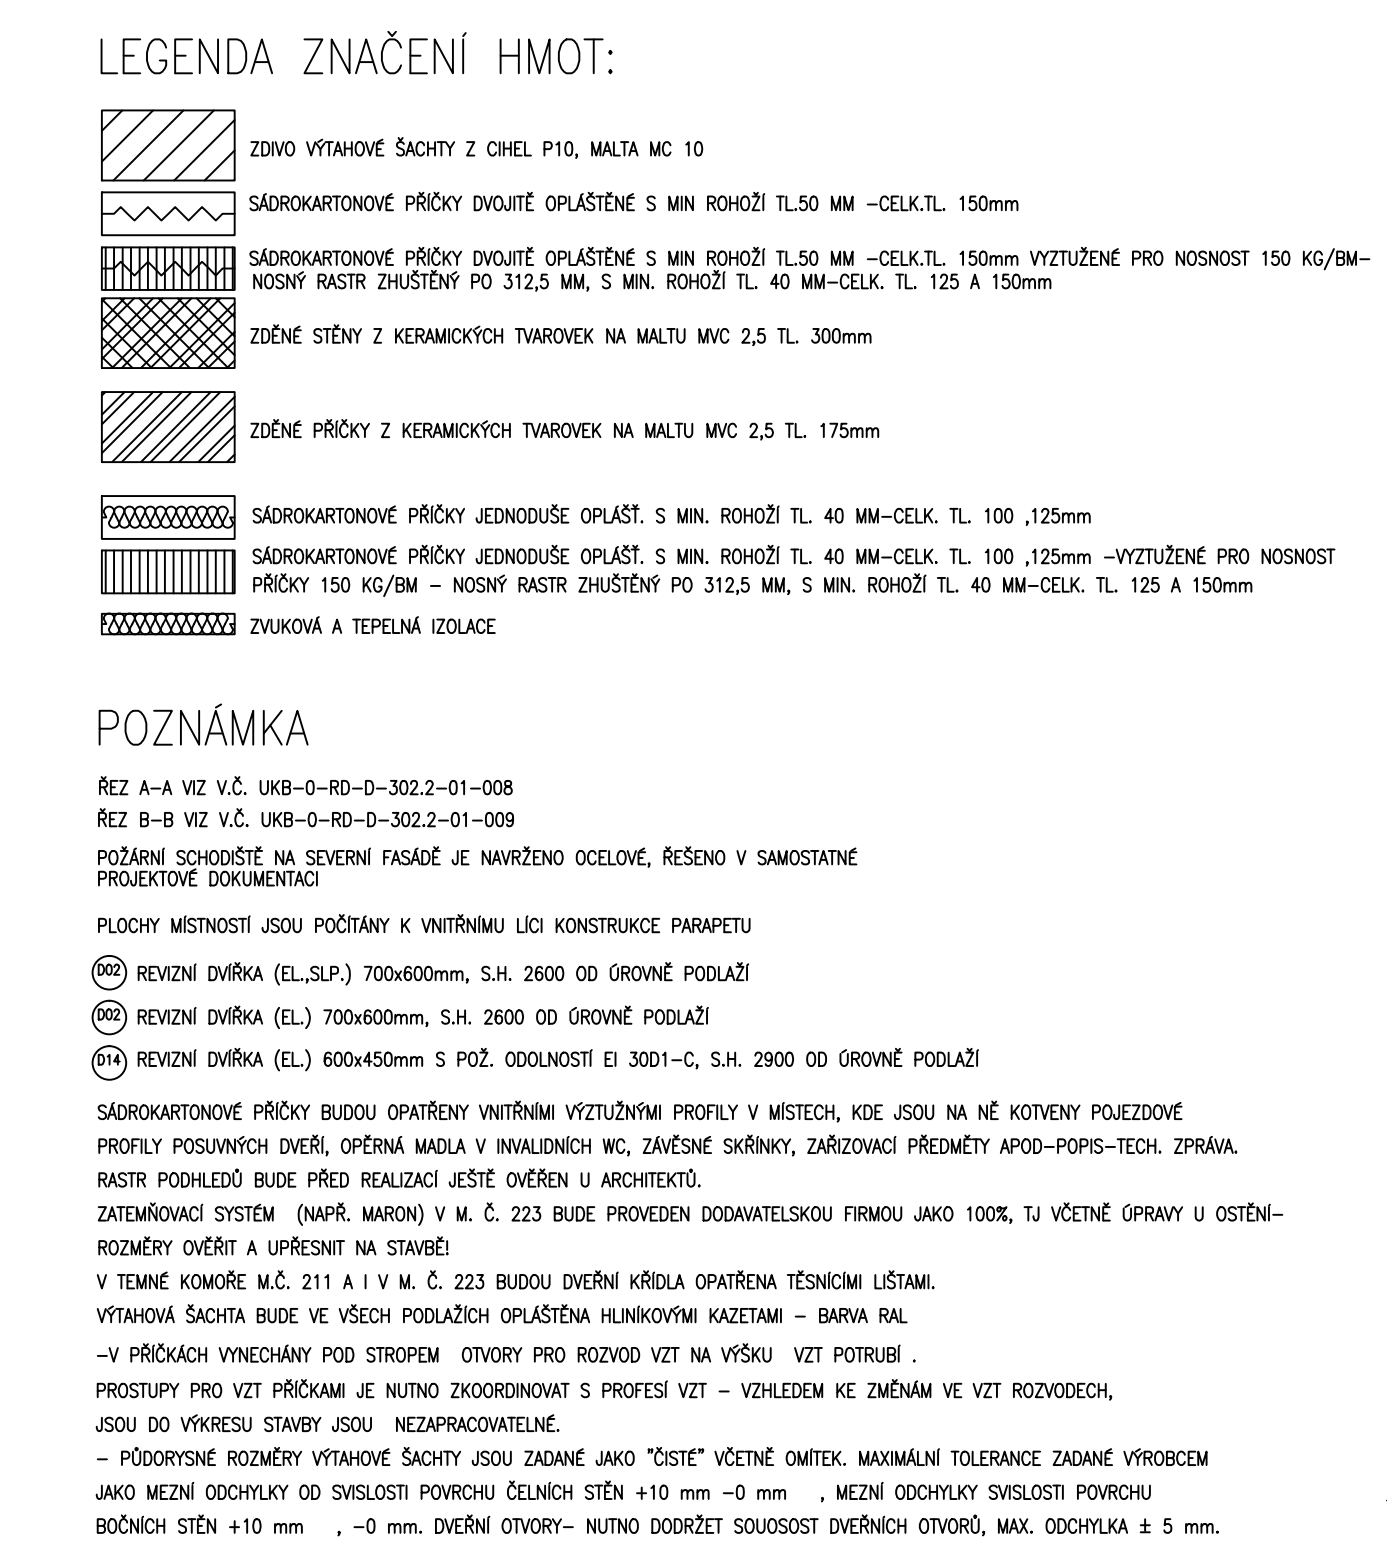 LEGENDA ZNAČENÍ HMOT:
ZDIVO VÝTAHOVÉ ŠACHTY Z CIHEL P10, MALTA MC 10
SÁDROKARTONOVÉ PŘÍČKY DVOJITĚ OPLÁŠTĚNÉ S MIN ROHOŽÍ TL.50 MM -CELK.TL. 150mm
SÁDROKARTONOVÉ PŘÍČKY DVOJITĚ OPLÁŠTĚNÉ S MIN ROHOŽÍ TL.50 MM -CELK.TL. 150mm VYZTUŽENÉ PRO NOSNOST 150 KG/BM-
NOSNÝ RASTR ZHUŠTĚNÝ PO 312,5 MM, S MIN. ROHOŽÍ TL. 40 MM-CELK. TL. 125 A 150mm
ZDĚNÉ STĚNY Z KERAMICKÝCH TVAROVEK NA MALTU MVC 2,5 TL. 300mm
ZDĚNÉ PŘÍČKY Z KERAMICKÝCH TVAROVEK NA MALTU MVC 2,5 TL. 175mm
SÁDROKARTONOVÉ PŘÍČKY JEDNODUŠE OPLÁŠŤ. S MIN. ROHOŽÍ TL. 40 MM-CELK. TL. 100 ,125mm
SÁDROKARTONOVÉ PŘÍČKY JEDNODUŠE OPLÁŠŤ. S MIN. ROHOŽÍ TL. 40 MM-CELK. TL. 100 ,125mm -VYZTUŽENÉ PRO NOSNOST
PŘÍČKY 150 KG/BM - NOSNÝ RASTR ZHUŠTĚNÝ PO 312,5 MM, S MIN. ROHOŽÍ TL. 40 MM-CELK. TL. 125 A 150mm
ZVUKOVÁ A TEPELNÁ IZOLACE
POZNÁMKA
ŘEZ A-A VIZ V.Č. UKB-0-RD-D-302.2-01-008
ŘEZ B-B VIZ V.Č. UKB-0-RD-D-302.2-01-009
POŽÁRNÍ SCHODIŠTĚ NA SEVERNÍ FASÁDĚ JE NAVRŽENO OCELOVÉ, ŘEŠENO V SAMOSTATNÉ
PROJEKTOVÉ DOKUMENTACI
PLOCHY MÍSTNOSTÍ JSOU POČÍTÁNY K VNITŘNÍMU LÍCI KONSTRUKCE PARAPETU
D02 REVIZNÍ DVÍŘKA (EL.,SLP.) 700x600mm, S.H. 2600 OD ÚROVNĚ PODLAŽÍ
D02 REVIZNÍ DVÍŘKA (EL.) 700x600mm, S.H. 2600 OD ÚROVNĚ PODLAŽÍ
D14 REVIZNÍ DVÍŘKA (EL.) 600x450mm S POŽ. ODOLNOSTÍ EI 30D1-C, S.H. 2900 OD ÚROVNĚ PODLAŽÍ
SÁDROKARTONOVÉ PŘÍČKY BUDOU OPATŘENY VNITŘNÍMI VÝZTUŽNÝMI PROFILY V MÍSTECH, KDE JSOU NA NĚ KOTVENY POJEZDOVÉ
PROFILY POSUVNÝCH DVEŘÍ, OPĚRNÁ MADLA V INVALIDNÍCH WC, ZÁVĚSNÉ SKŘÍNKY, ZAŘIZOVACÍ PŘEDMĚTY APOD-POPIS-TECH. ZPRÁVA.
RASTR PODHLEDŮ BUDE PŘED REALIZACÍ JEŠTĚ OVĚŘEN U ARCHITEKTŮ.
ZATEMŇOVACÍ SYSTÉM (NAPŘ. MARON) V M. Č. 223 BUDE PROVEDEN DODAVATELSKOU FIRMOU JAKO 100%, TJ VČETNĚ ÚPRAVY U OSTĚNÍ-
ROZMĚRY OVĚŘIT A UPŘESNIT NA STAVBĚ!
V TEMNÉ KOMOŘE M.Č. 211 A I V M. Č. 223 BUDOU DVEŘNÍ KŘÍDLA OPATŘENA TĚSNÍCÍMI LIŠTAMI.
VÝTAHOVÁ ŠACHTA BUDE VE VŠECH PODLAŽÍCH OPLÁŠTĚNA HLINÍKOVÝMI KAZETAMI - BARVA RAL
-V PŘÍČKÁCH VYNECHÁNY POD STROPEM OTVORY PRO ROZVOD VZT NA VÝŠKU VZT POTRUBÍ .
PROSTUPY PRO VZT PŘÍČKAMI JE NUTNO ZKOORDINOVAT S PROFESÍ VZT - VZHLEDEM KE ZMĚNÁM VE VZT ROZVODECH,
JSOU DO VÝKRESU STAVBY JSOU NEZAPRACOVATELNÉ.
- PŮDORYSNÉ ROZMĚRY VÝTAHOVÉ ŠACHTY JSOU ZADANÉ JAKO "ČISTÉ" VČETNĚ OMÍTEK. MAXIMÁLNÍ TOLERANCE ZADANÉ VÝROBCEM
JAKO MEZNÍ ODCHYLKY OD SVISLOSTI POVRCHU ČELNÍCH STĚN +10 mm -0 mm , MEZNÍ ODCHYLKY SVISLOSTI POVRCHU
BOČNÍCH STĚN +10 mm , -0 mm. DVEŘNÍ OTVORY- NUTNO DODRŽET SOUOSOST DVEŘNÍCH OTVORŮ, MAX. ODCHYLKA ± 5 mm.